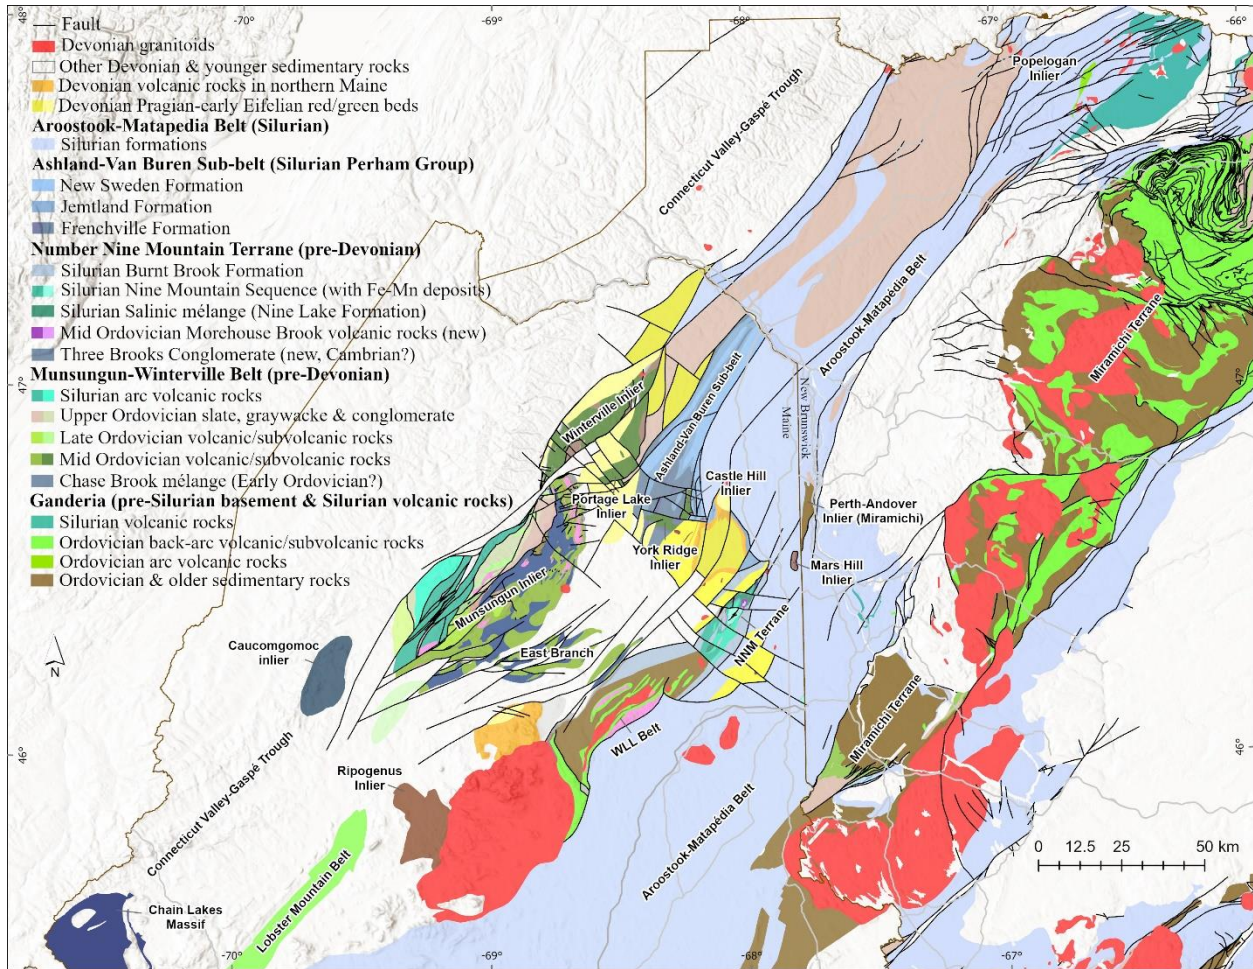 48°
-70°
-69°
-68°
-67°
-66°
48°
Fault
Devonian granitoids
Other Devonian & younger sedimentary rocks
Devonian volcanic rocks in northern Maine
Devonian Pragian-early Eifelian red/green beds
Aroostook-Matapedia Belt (Silurian)
Silurian formations
Ashland-Van Buren Sub-belt (Silurian Perham Group)
New Sweden Formation
Jemtland Formation
Frenchville Formation
Number Nine Mountain Terrane (pre-Devonian)
Silurian Burnt Brook Formation
Silurian Nine Mountain Sequence (with Fe-Mn deposits)
Silurian Salinic mélange (Nine Lake Formation)
Mid Ordovician Morehouse Brook volcanic rocks (new)
Three Brooks Conglomerate (new, Cambrian?)
Munsungun-Winterville Belt (pre-Devonian)
Silurian arc volcanic rocks
Upper Ordovician slate, graywacke & conglomerate
Late Ordovician volcanic/subvolcanic rocks
Mid Ordovician volcanic/subvolcanic rocks
Chase Brook mélange (Early Ordovician?)
Ganderia (pre-Silurian basement & Silurian volcanic rocks)
Silurian volcanic rocks
Ordovician back-arc volcanic/subvolcanic rocks
Ordovician arc volcanic rocks
Ordovician & older sedimentary rocks
Popelogan
Inlier
Connecticut Valley-Gaspé Trough
Aroostook-Matapédia Belt
Miramichi Terrane
47°
47°
New Brunswick
Maine
Winterville Inlier
Ashland-Van Buren Sub-belt
Castle Hill
Inlier
Portage Lake
Inlier
Perth-Andover
Inlier (Miramichi)
York Ridge
Inlier
Mars Hill
Inlier
Munsungun Inlier
NNM Terrane
East Branch
Caucomgomoc
inlier
N
WLL Belt
Miramichi Terrane
46°
46°
Ripogenus
Inlier
Connecticut Valley-Gaspé Trough
Aroostook-Matapédia Belt
Lobster Mountain Belt
Chain Lakes
Massif
0 12.5 25 50 km
-70°
-69°
-68°
-67°